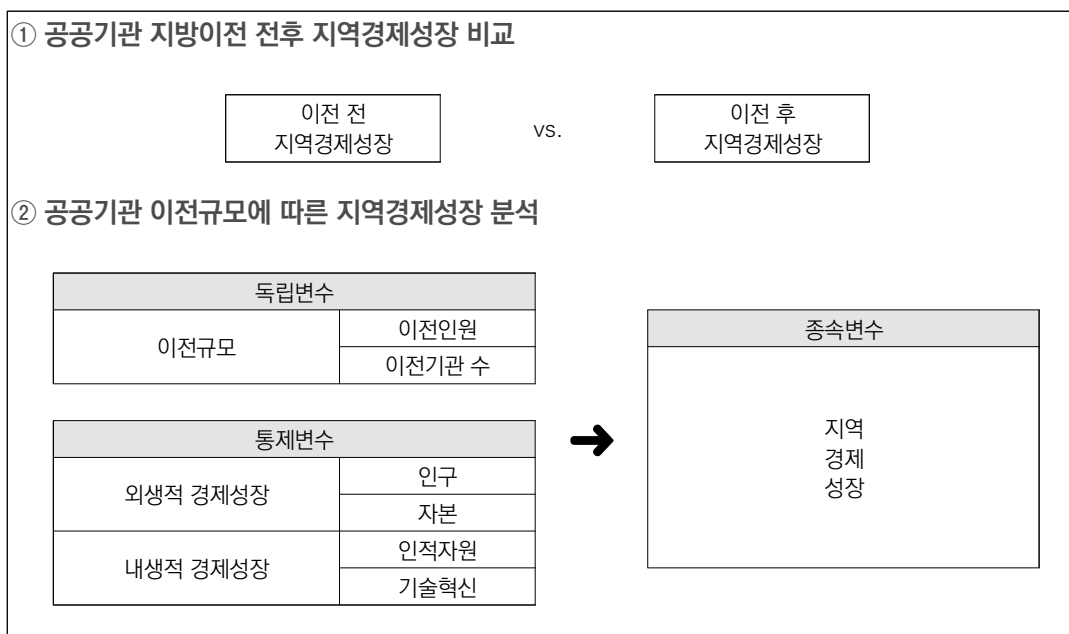 ① 공공기관 지방이전 전후 지역경제성장 비교
이전 전
지역경제성장
vs.
이전 후
지역경제성장
② 공공기관 이전규모에 따른 지역경제성장 분석
독립변수
이전규모
이전인원
이전기관 수
통제변수
외생적 경제성장
인구
자본
내생적 경제성장
인적자원
기술혁신
종속변수
지역
경제
성장